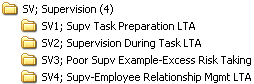 SV; Supervision (4)
SV1; Supv Task Preparation LTA
SV2; Supervision During Task LTA
SV3; Poor Supv Example-Excess Risk Taking
SV4; Supv-Employee Relationship Mgmt LTA